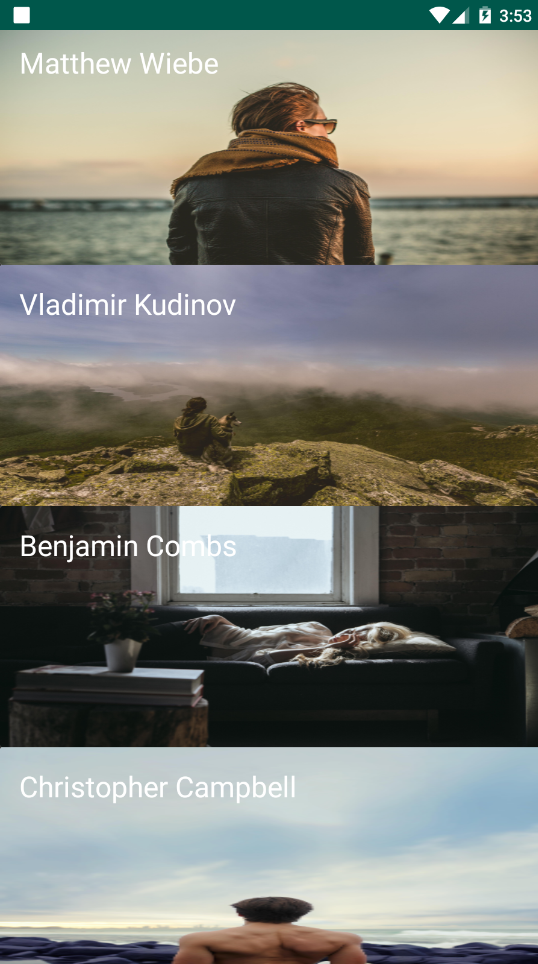 3:53
Matthew Wiebe
Vladimir Kudinov
Benjamin Combs
Christopher Campbell